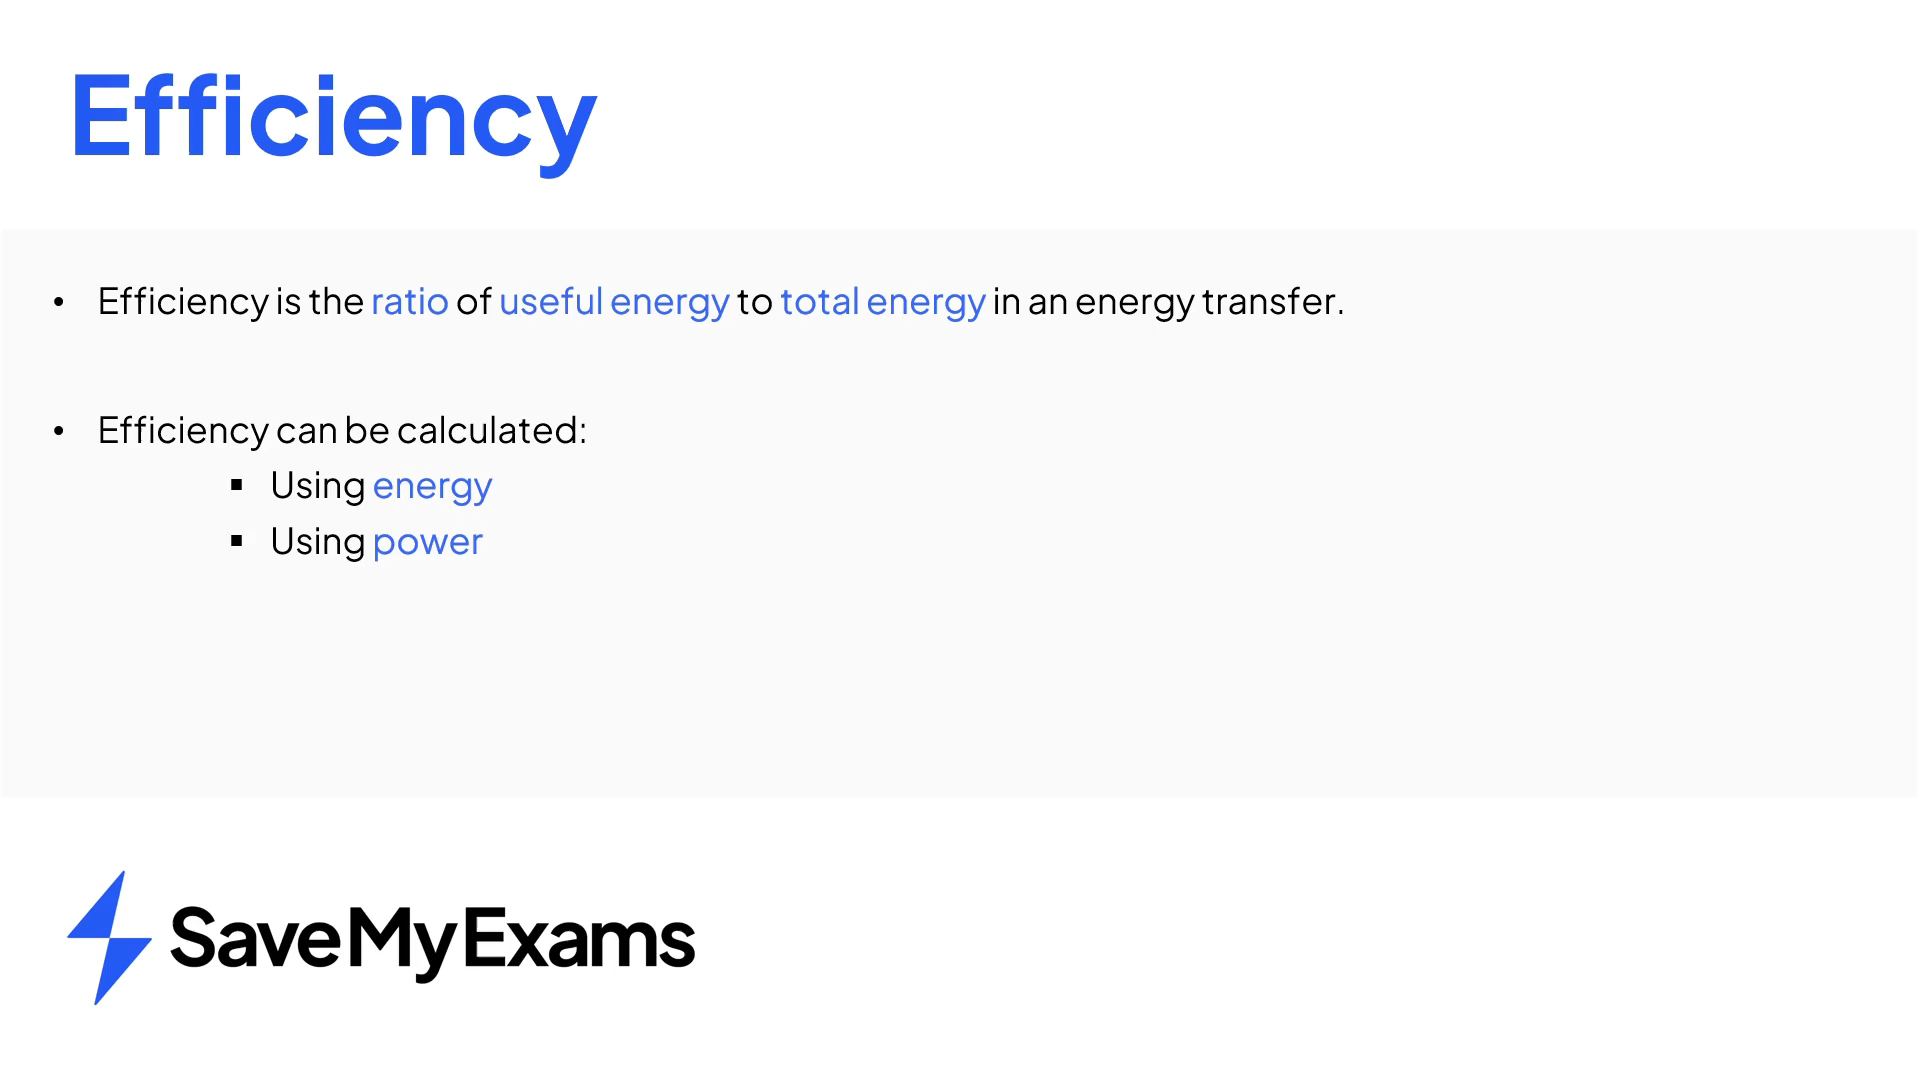 Efficiency
• Efficiency is the ratio of useful energy to total energy in an energy transfer.
• Efficiency can be calculated:
▪ Using energy
▪ Using power
SaveMyExams